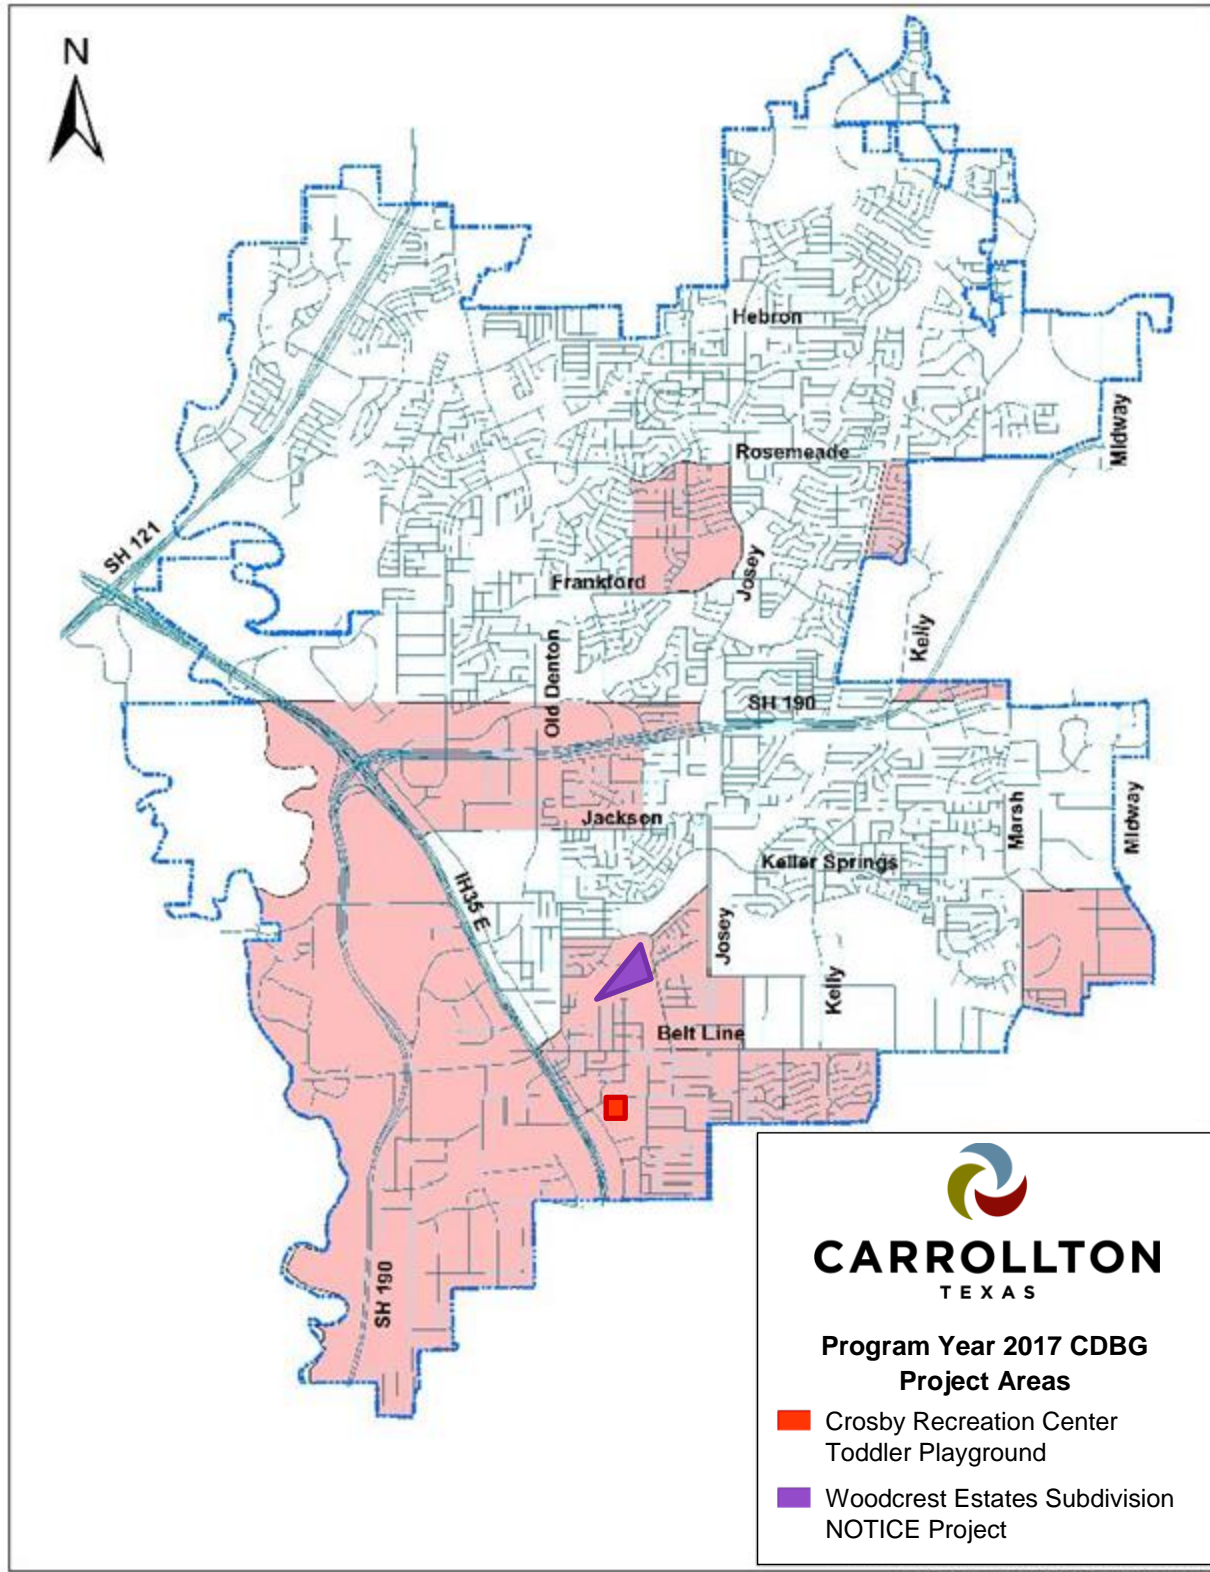 N
Hebron
Midway
Rosemeade
SH 121
Josey
Frankford
Kelly
Old Denton
SH 190
Marsh
Midway
Jackson
Keller Springs
IH35 E
Josey
Kelly
Belt Line
SH 190
CARROLLTON
TEXAS
Program Year 2017 CDBG
Project Areas
Crosby Recreation Center
Toddler Playground
Woodcrest Estates Subdivision
NOTICE Project